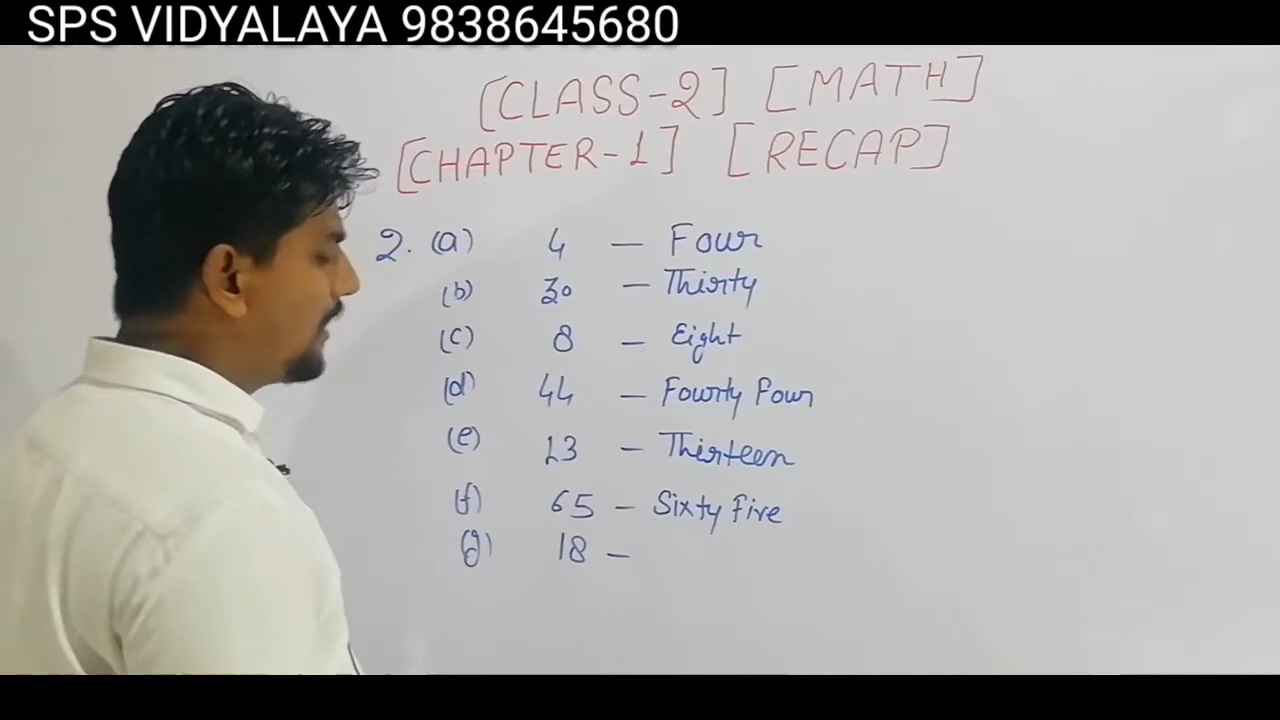 SPS VIDYALAYA 9838645680
[CLASS-2] [MATH]
[CHAPTER-1] [RECAP]
2. (a) 4 — Four
(b) 30 — Thirty
(c) 8 — Eight
(d) 44 — Fourty Four
(e) 13 — Thirteen
(f) 65 — Sixty five
(g) 18 —